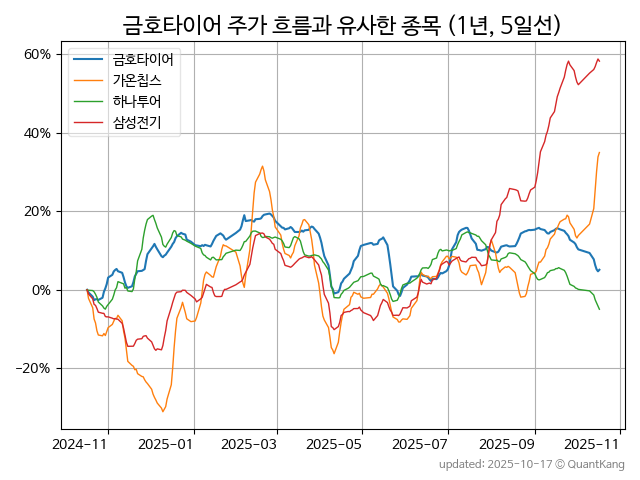 금호타이어 주가 흐름과 유사한 종목 (1년, 5일선)
금호타이어
가온칩스
하나투어
삼성전기
60%
40%
20%
0%
−20%
2024-11
2025-01
2025-03
2025-05
2025-07
2025-09
2025-11
updated: 2025-10-17 © QuantKang